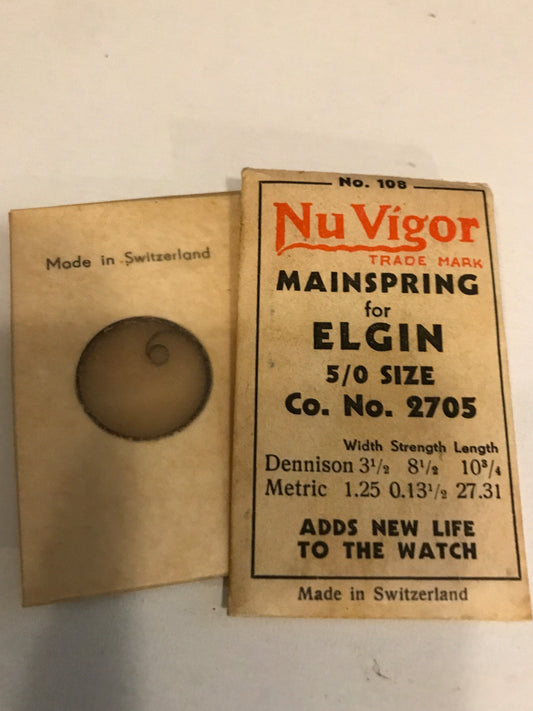 Made in Switzerland
No. 108
Nu Vigor
TRADE MARK
MAINSPRING
for
ELGIN
5/0 SIZE
Co. No. 2705
Width Strength Length
Dennison 3½ 8½ 10¾
Metric 1.25 0.13½ 27.31
ADDS NEW LIFE
TO THE WATCH
Made in Switzerland